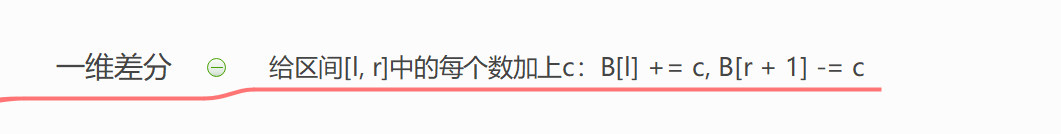 一维差分
给区间[l, r]中的每个数加上c：B[l] += c, B[r + 1] -= c